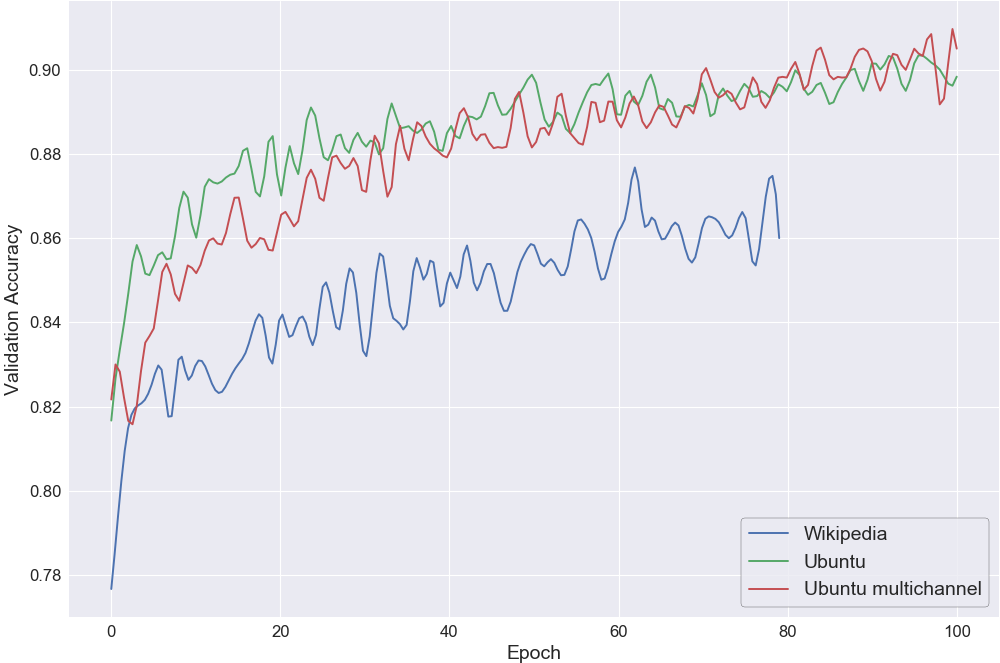 0.90
0.88
0.86
0.84
0.82
0.80
0.78
Validation Accuracy
0 20 40 60 80 100
Epoch
Wikipedia
Ubuntu
Ubuntu multichannel